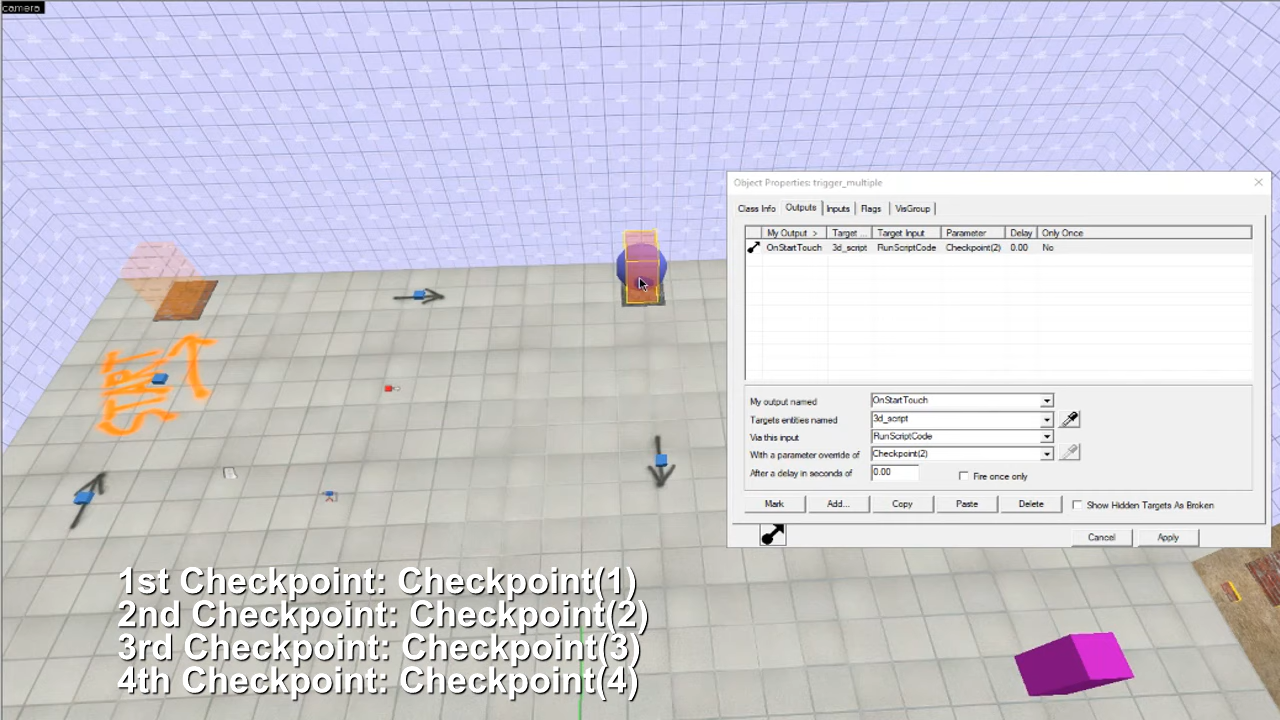 camera
Object Properties: trigger_multiple
Class Info Outputs Inputs Flags VisGroup
My Output > Target ... Target Input Parameter Delay Only Once
OnStartTouch 3d_script RunScriptCode Checkpoint(2) 0.00 No
My output named OnStartTouch
Targets entities named 3d_script
Via this input RunScriptCode
With a parameter override of Checkpoint(2)
After a delay in seconds of 0.00 Fire once only
Mark Add... Copy Paste Delete Show Hidden Targets As Broken
Cancel Apply
1st Checkpoint: Checkpoint(1)
2nd Checkpoint: Checkpoint(2)
3rd Checkpoint: Checkpoint(3)
4th Checkpoint: Checkpoint(4)